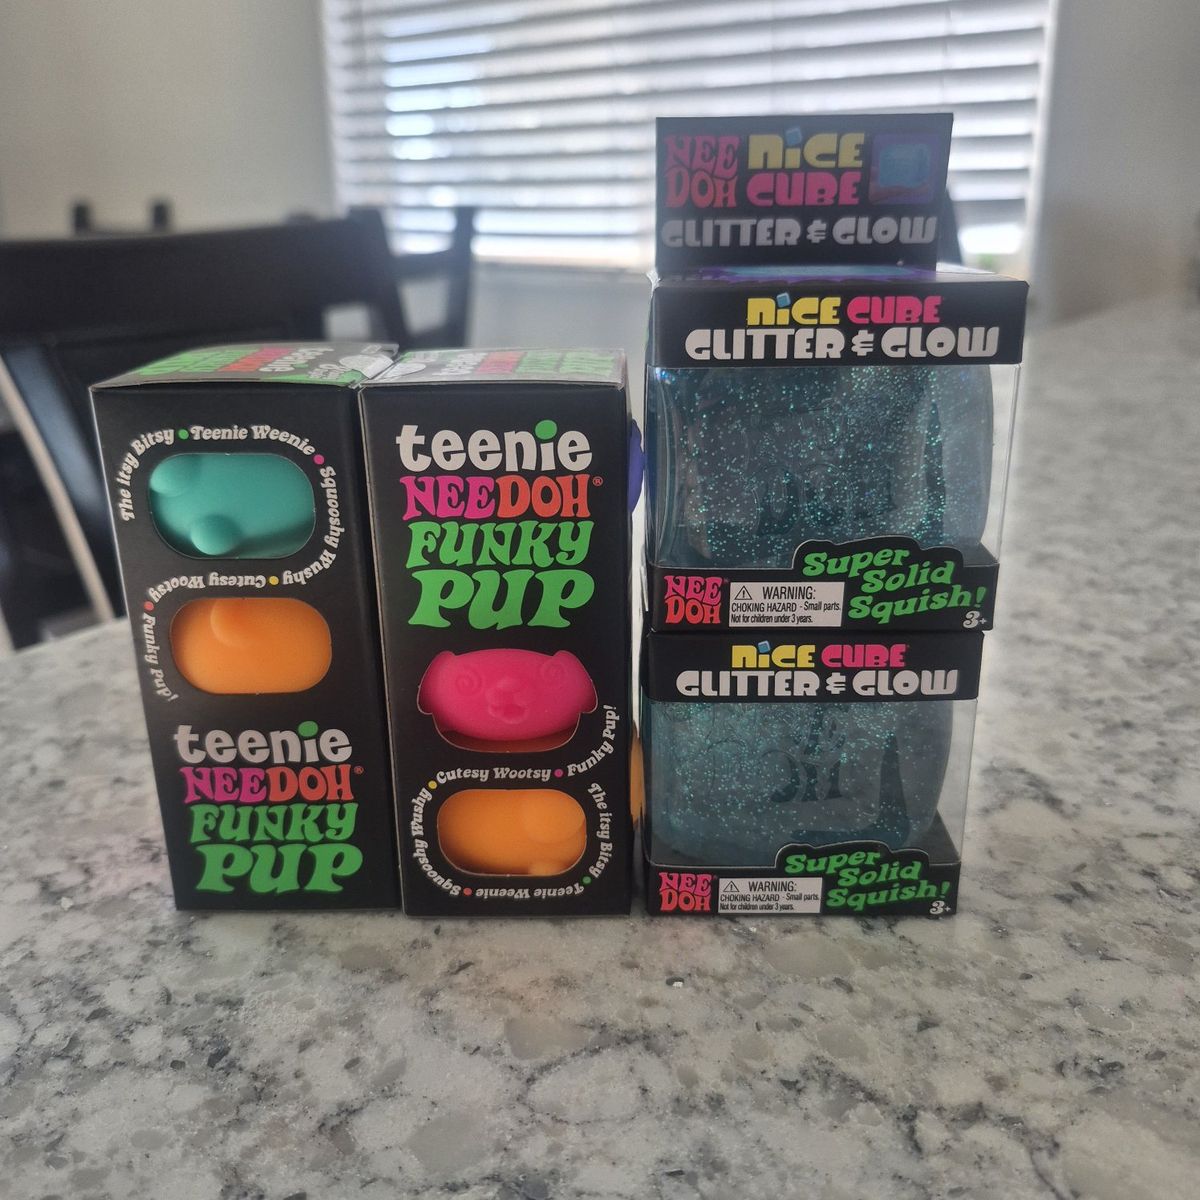 The itsy Bitsy • Teenie Weenie • Squooshy Wushy • Cutesy Wootsy • Funky Pup!
teenie
NEEDOH®
FUNKY
PUP
teenie
NEEDOH®
FUNKY
PUP
The itsy Bitsy • Teenie Weenie • Squooshy Wushy • Cutesy Wootsy • Funky Pup!
NEE
DOH
NiCE
CUBE
GLITTER & GLOW
NiCE CUBE
GLITTER & GLOW
Super
Solid
Squish!
NEE
DOH
WARNING:
CHOKING HAZARD - Small parts.
Not for children under 3 years.
3+
NiCE CUBE
GLITTER & GLOW
Super
Solid
Squish!
NEE
DOH
WARNING:
CHOKING HAZARD - Small parts.
Not for children under 3 years.
3+